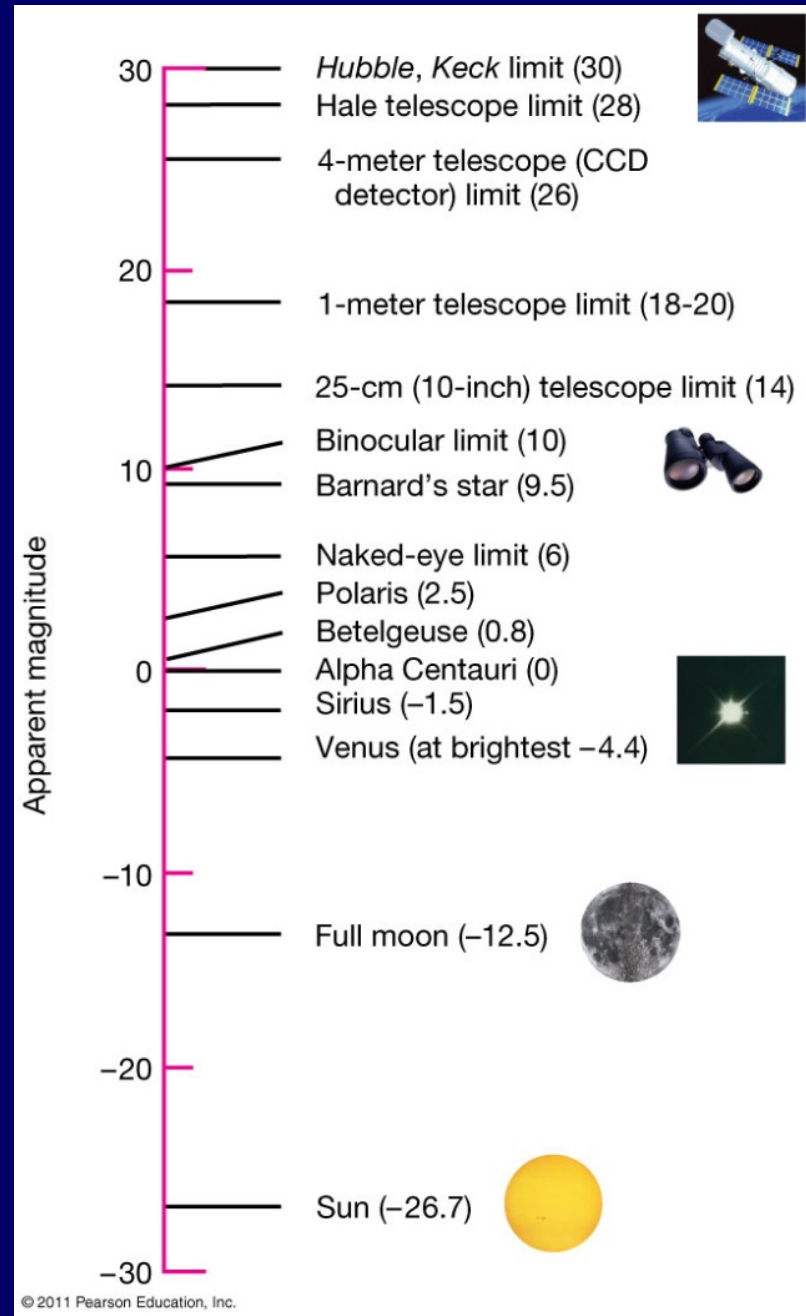 30
Hubble, Keck limit (30)
Hale telescope limit (28)
4-meter telescope (CCD
detector) limit (26)
20
1-meter telescope limit (18-20)
25-cm (10-inch) telescope limit (14)
Binocular limit (10)
10
Barnard's star (9.5)
Naked-eye limit (6)
Polaris (2.5)
Betelgeuse (0.8)
0
Alpha Centauri (0)
Sirius (–1.5)
Venus (at brightest –4.4)
Apparent magnitude
–10
Full moon (–12.5)
–20
Sun (–26.7)
–30
© 2011 Pearson Education, Inc.